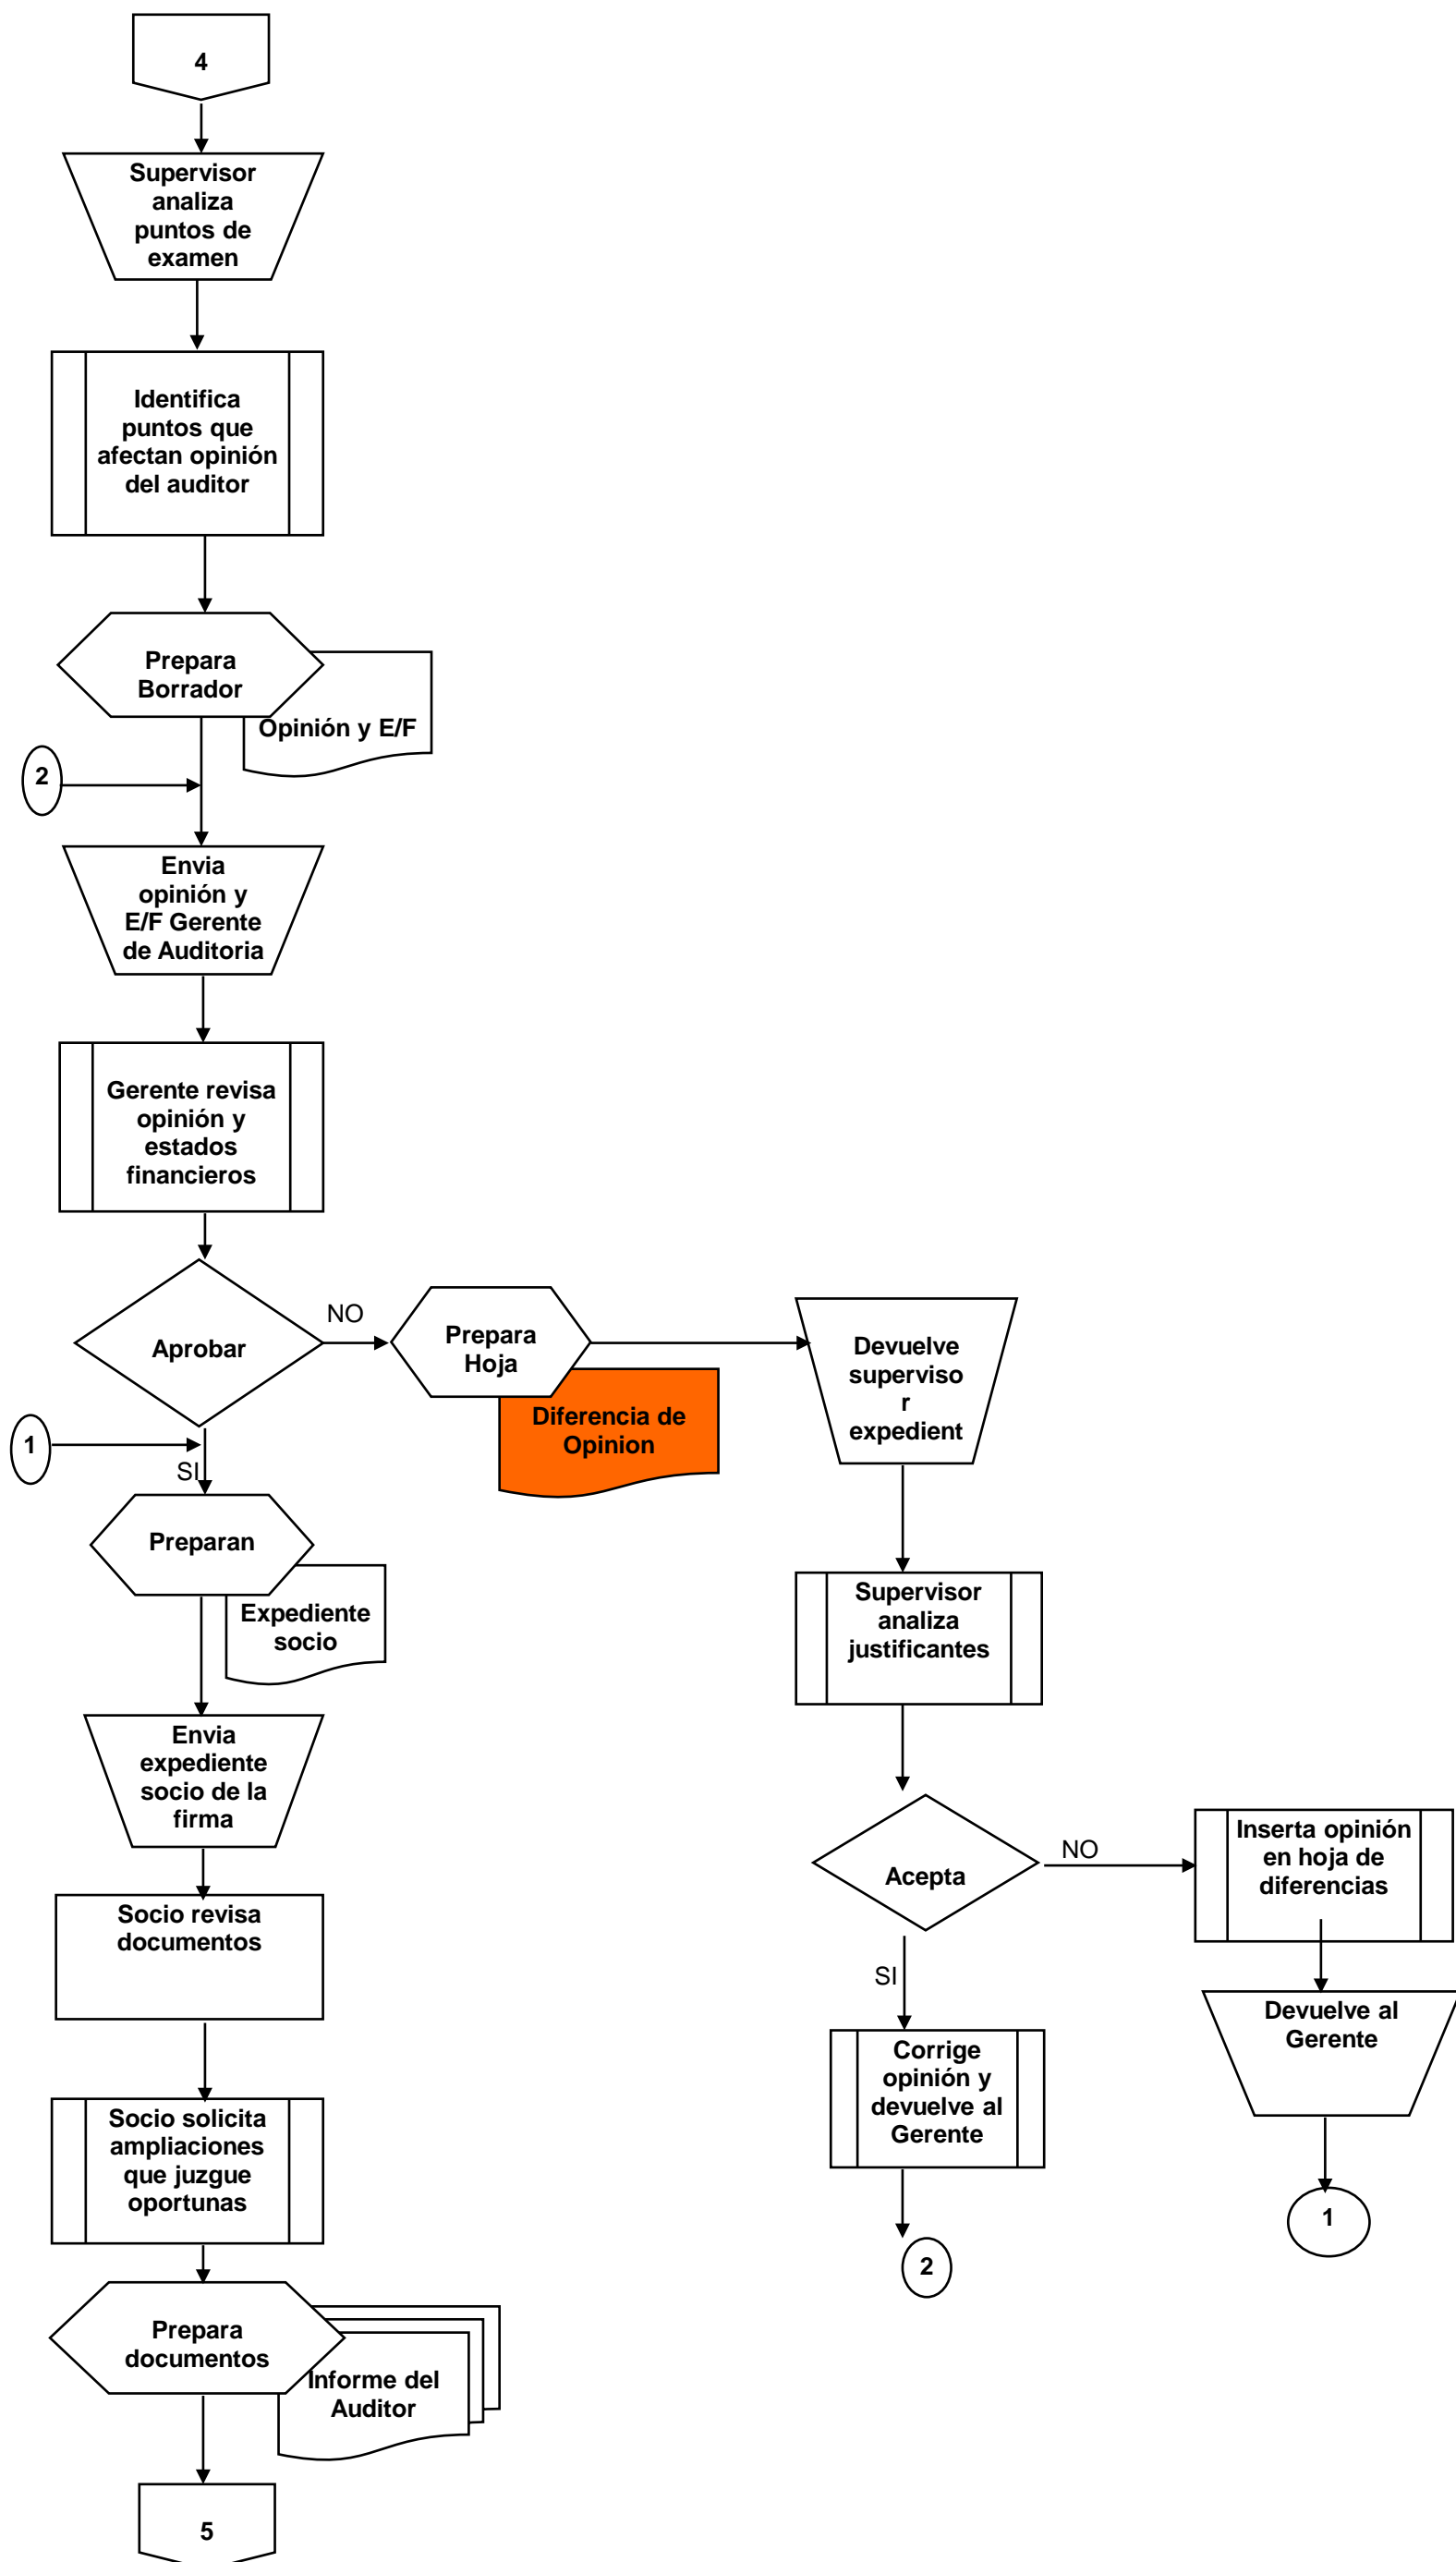 4
Supervisor
analiza
puntos de
examen
Identifica
puntos que
afectan opinión
del auditor
Prepara
Borrador
Opinión y E/F
2
Envia
opinión y
E/F Gerente
de Auditoria
Gerente revisa
opinión y
estados
financieros
Aprobar
NO
Prepara
Hoja
Diferencia de
Opinion
Devuelve
superviso
r
expedient
1
SI
Preparan
Expediente
socio
Supervisor
analiza
justificantes
Envia
expediente
socio de la
firma
Acepta
NO
Inserta opinión
en hoja de
diferencias
Socio revisa
documentos
SI
Devuelve al
Gerente
Corrige
opinión y
devuelve al
Gerente
Socio solicita
ampliaciones
que juzgue
oportunas
1
2
Prepara
documentos
Informe del
Auditor
5